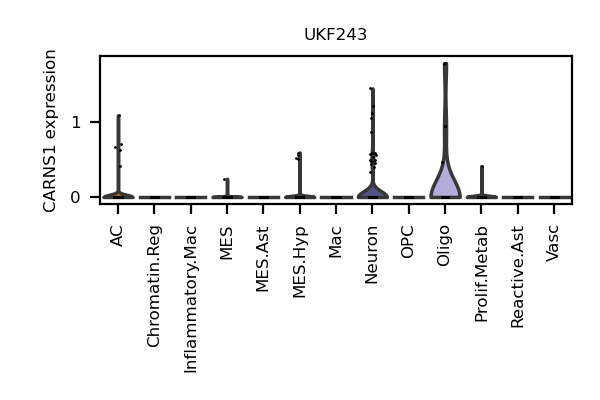 UKF243
CARNS1 expression
1
0
AC
Chromatin.Reg
Inflammatory.Mac
MES
MES.Ast
MES.Hyp
Mac
Neuron
OPC
Oligo
Prolif.Metab
Reactive.Ast
Vasc